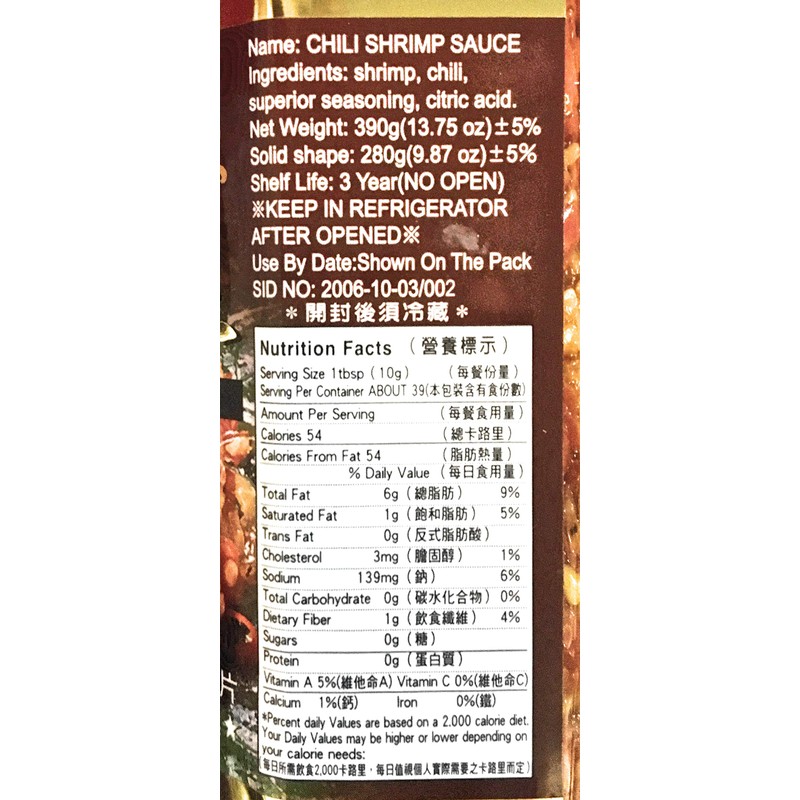 Name: CHILI SHRIMP SAUCE
Ingredients: shrimp, chili,
superior seasoning, citric acid.
Net Weight: 390g(13.75 oz)±5%
Solid shape: 280g(9.87 oz)±5%
Shelf Life: 3 Year(NO OPEN)
※KEEP IN REFRIGERATOR
AFTER OPENED※
Use By Date:Shown On The Pack
SID NO: 2006-10-03/002
*開封後須冷藏*
Nutrition Facts （營養標示）
Serving Size 1tbsp（10g） （每餐份量）
Serving Per Container ABOUT 39(本包裝含有食份數)
Amount Per Serving （每餐食用量）
Calories 54 （總卡路里）
Calories From Fat 54 （脂肪熱量）
% Daily Value （每日食用量）
Total Fat 6g（總脂肪） 9%
Saturated Fat 1g（飽和脂肪） 5%
Trans Fat 0g（反式脂肪酸）
Cholesterol 3mg（膽固醇） 1%
Sodium 139mg（鈉） 6%
Total Carbohydrate 0g（碳水化合物）0%
Dietary Fiber 1g（飲食纖維） 4%
Sugars 0g（糖）
Protein 0g（蛋白質）
Vitamin A 5%(維他命A) Vitamin C 0%(維他命C)
Calcium 1%(鈣) Iron 0%(鐵)
*Percent daily Values are based on a 2.000 calorie diet.
Your Daily Values may be higher or lower depending on
your calorie needs:
(每日所需飲食2,000卡路里，每日值視個人實際需要之卡路里而定)
片